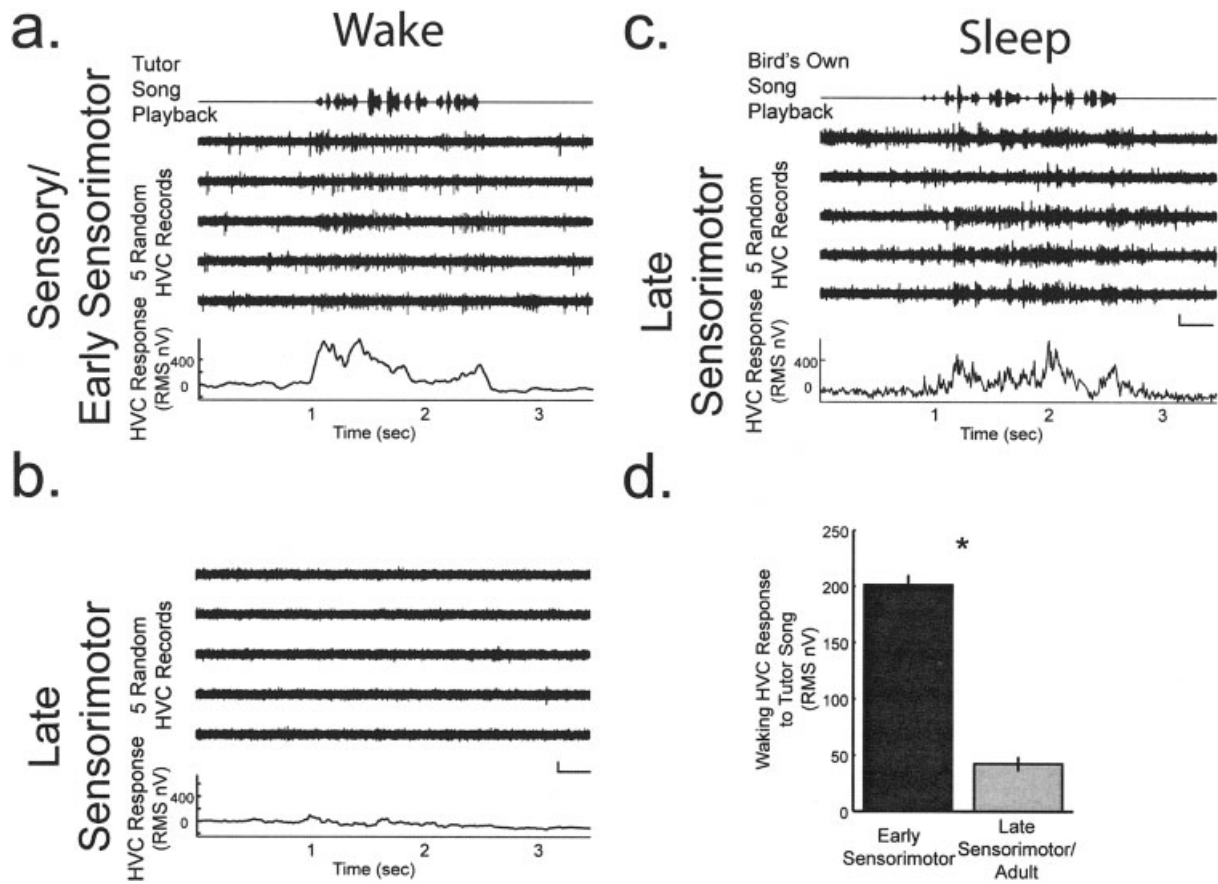 a.
Wake
Tutor
Song
Playback
Sensory/
Early Sensorimotor
5 Random
HVC Records
HVC Response
(RMS nV)
400
0
1
2
3
Time (sec)
b.
Late
Sensorimotor
5 Random
HVC Records
HVC Response
(RMS nV)
400
0
1
2
3
Time (sec)
c.
Sleep
Bird's Own
Song
Playback
Late
Sensorimotor
5 Random
HVC Records
HVC Response
(RMS nV)
400
0
1
2
3
Time (sec)
d.
Waking HVC Response
to Tutor Song
(RMS nV)
250
200
150
100
50
0
*
Early
Sensorimotor
Late
Sensorimotor/
Adult